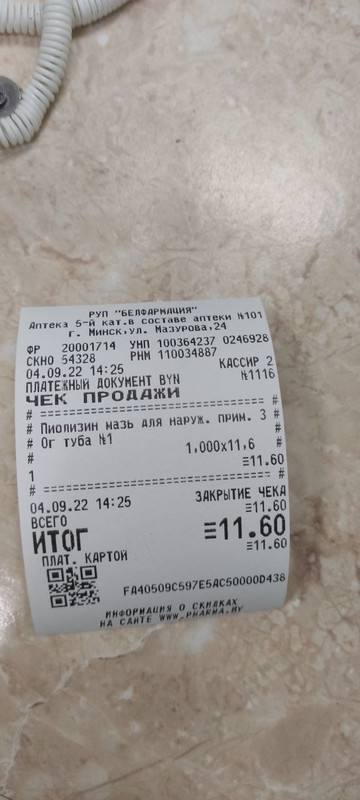 РУП "БЕЛФАРМАЦИЯ"
Аптека 5-й кат.в составе аптеки №101
г. Минск,ул. Мазурова,24
ФР 20001714 УНП 100364237 0246928
СКНО 54328 РНМ 110034887
04.09.22 14:25 КАССИР 2
ПЛАТЕЖНЫЙ ДОКУМЕНТ BYN №1116
ЧЕК ПРОДАЖИ
# ================================ #
# Пиолизин мазь для наруж. прим. 3 #
# 0г туба №1 #
# 1,000x11,6 #
1 ≡11.60
# ================================ #
04.09.22 14:25 ЗАКРЫТИЕ ЧЕКА
ВСЕГО ≡11.60
ИТОГ ≡11.60
ПЛАТ. КАРТОЙ ≡11.60
FA40509C597E5AC50000D438
ИНФОРМАЦИЯ О СКИДКАХ
НА САЙТЕ WWW.PHARMA.BY